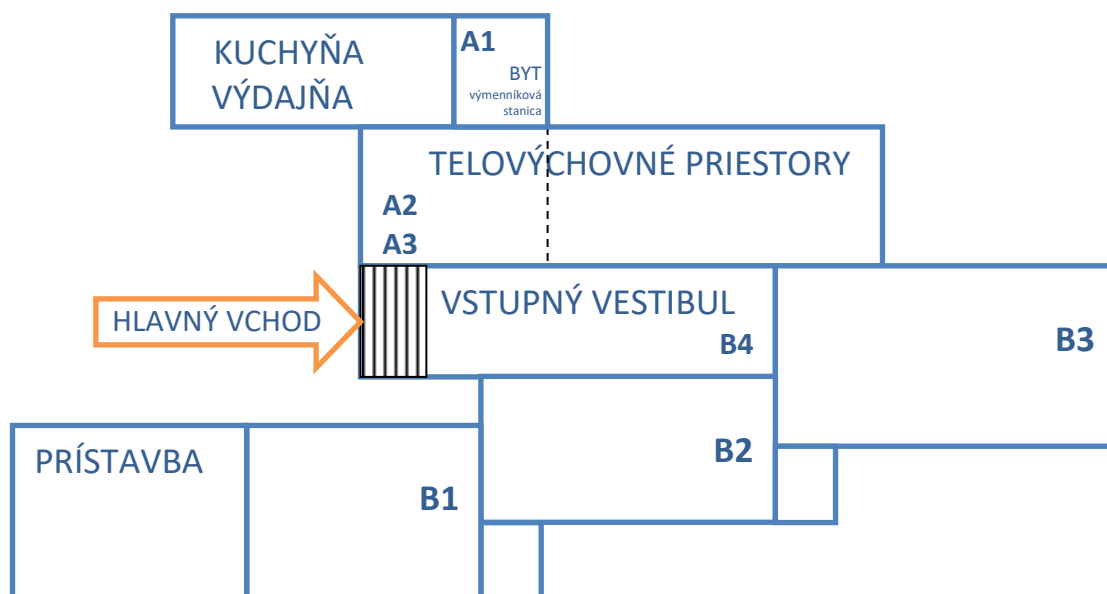 KUCHYŇA
VÝDAJŇA
A1
BYT
výmenníková
stanica
TELOVÝCHOVNÉ PRIESTORY
A2
A3
HLAVNÝ VCHOD
VSTUPNÝ VESTIBUL
B4
B3
PRÍSTAVBA
B1
B2